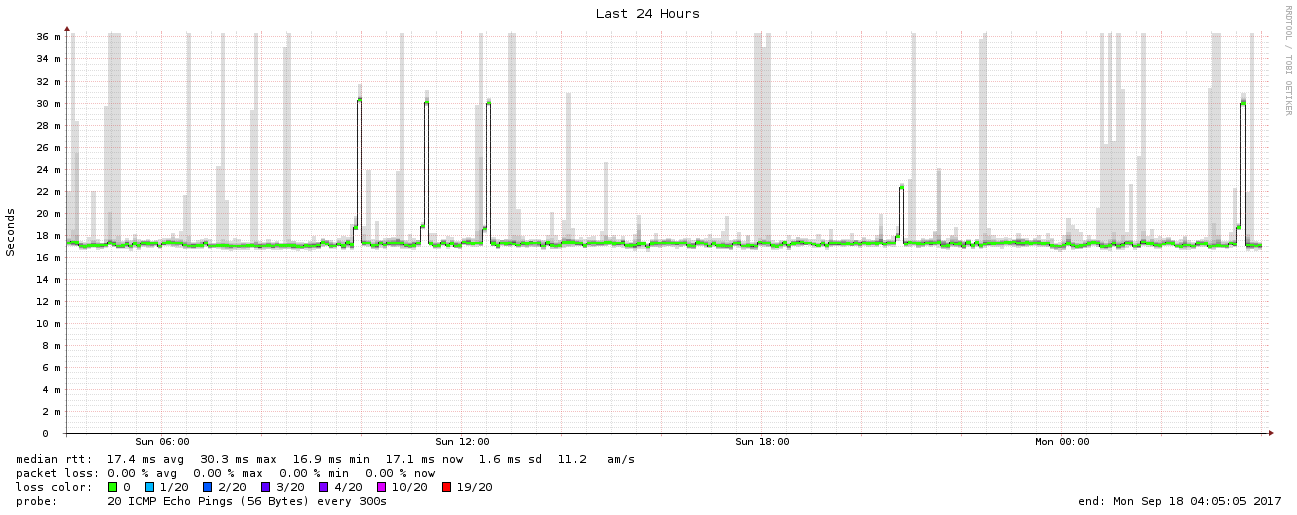 Last 24 Hours
RRDTOOL / TOBI OETIKER
Seconds
36 m
34 m
32 m
30 m
28 m
26 m
24 m
22 m
20 m
18 m
16 m
14 m
12 m
10 m
8 m
6 m
4 m
2 m
0
Sun 06:00 Sun 12:00 Sun 18:00 Mon 00:00
median rtt: 17.4 ms avg 30.3 ms max 16.9 ms min 17.1 ms now 1.6 ms sd 11.2 am/s
packet loss: 0.00 % avg 0.00 % max 0.00 % min 0.00 % now
loss color: 0 1/20 2/20 3/20 4/20 10/20 19/20
probe: 20 ICMP Echo Pings (56 Bytes) every 300s end: Mon Sep 18 04:05:05 2017